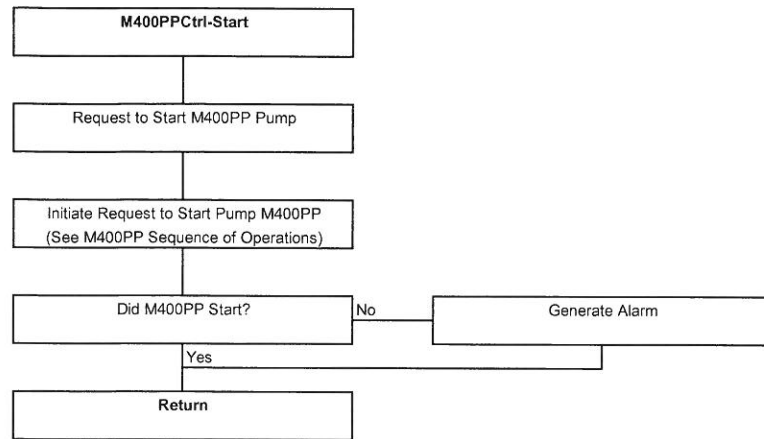 M400PPCtrl-Start
Request to Start M400PP Pump
Initiate Request to Start Pump M400PP
(See M400PP Sequence of Operations)
Did M400PP Start?
No
Generate Alarm
Yes
Return